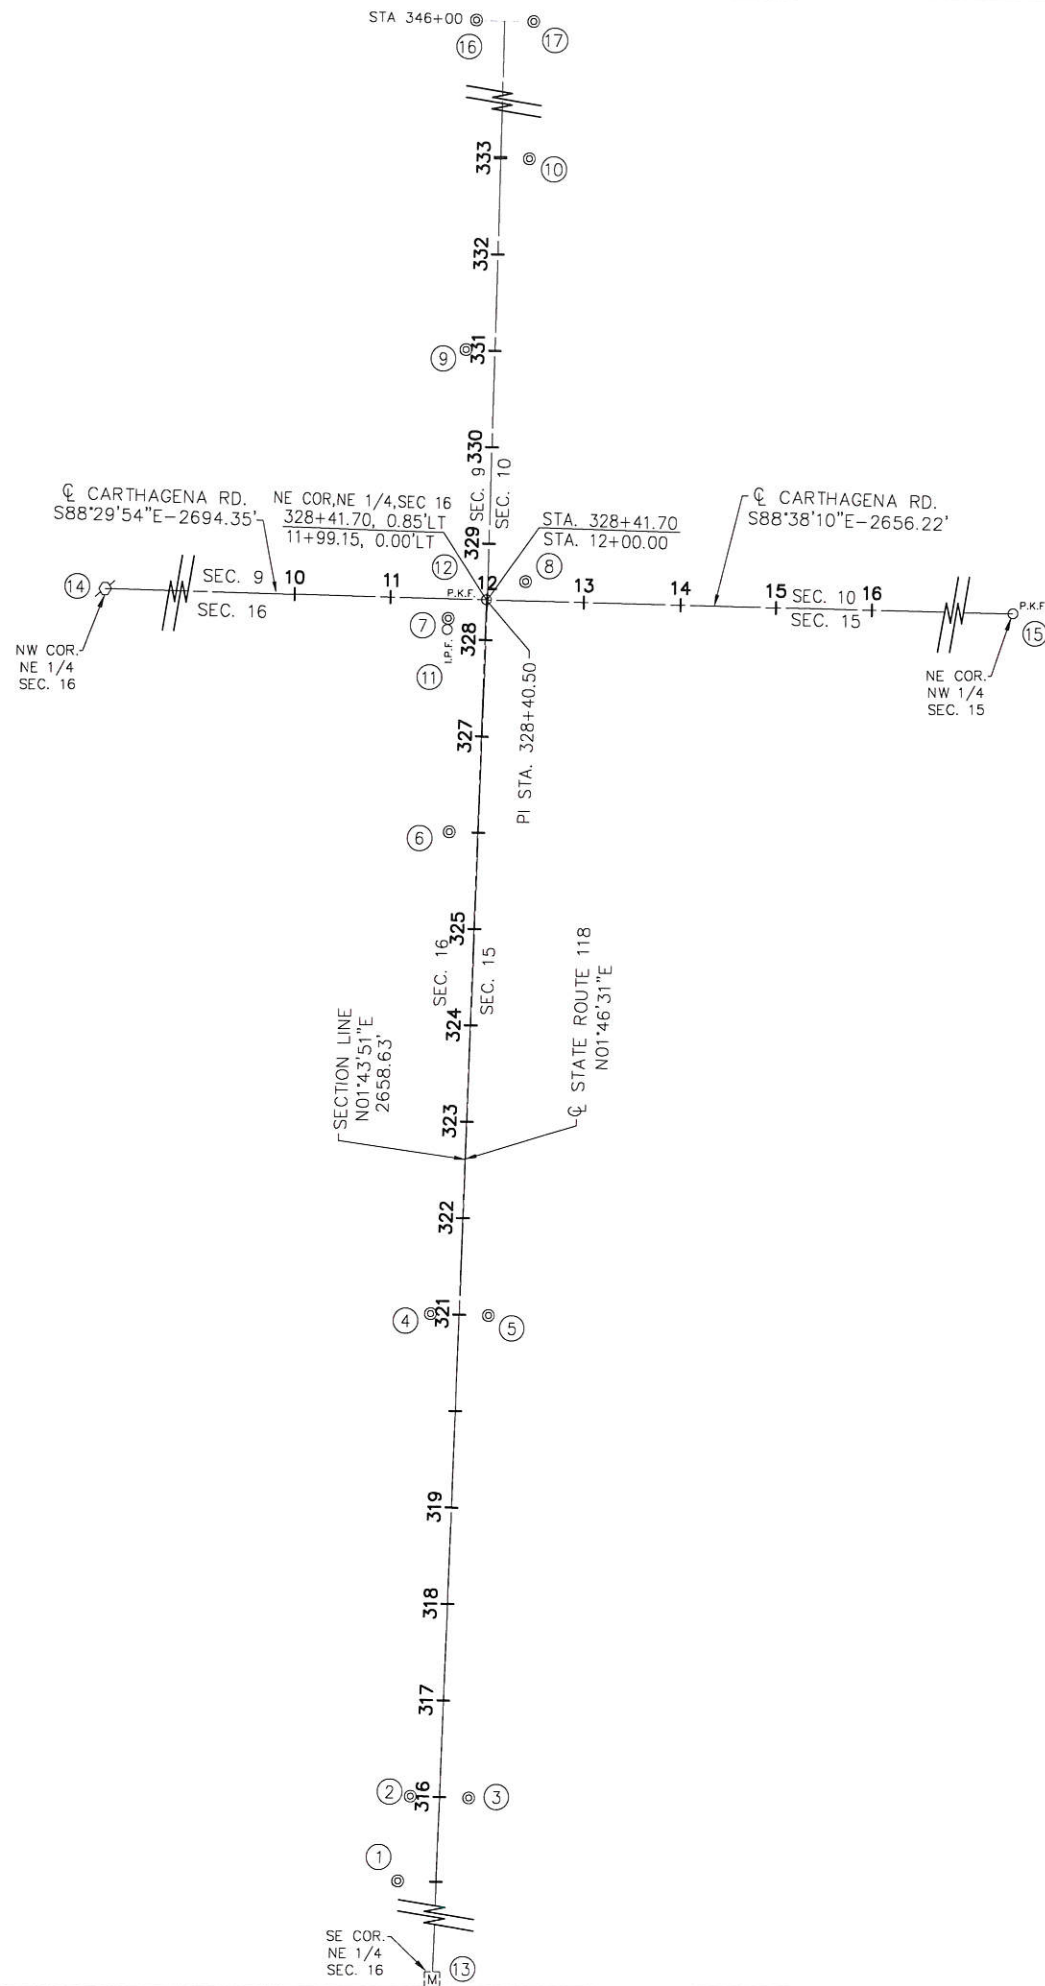 STA 346+00
16
17
333
10
332
9
331
330
SEC. 9
SEC. 10
℄ CARTHAGENA RD.
S88°29'54"E-2694.35'
NE COR,NE 1/4,SEC 16
328+41.70, 0.85'LT
11+99.15, 0.00'LT
STA. 328+41.70
STA. 12+00.00
℄ CARTHAGENA RD.
S88°38'10"E-2656.22'
329
12
8
14
SEC. 9
SEC. 16
10
11
P.K.F.
12
13
14
15
SEC. 10
SEC. 15
16
P.K.F.
15
NW COR.
NE 1/4
SEC. 16
7
I.P.F.
11
328
NE COR.
NW 1/4
SEC. 15
PI STA. 328+40.50
327
6
325
SEC. 16
SEC. 15
324
SECTION LINE
N01°43'51"E
2658.63'
℄ STATE ROUTE 118
N01°46'31"E
323
322
4
321
5
319
318
317
2
316
3
1
SE COR.
NE 1/4
SEC. 16
M
13